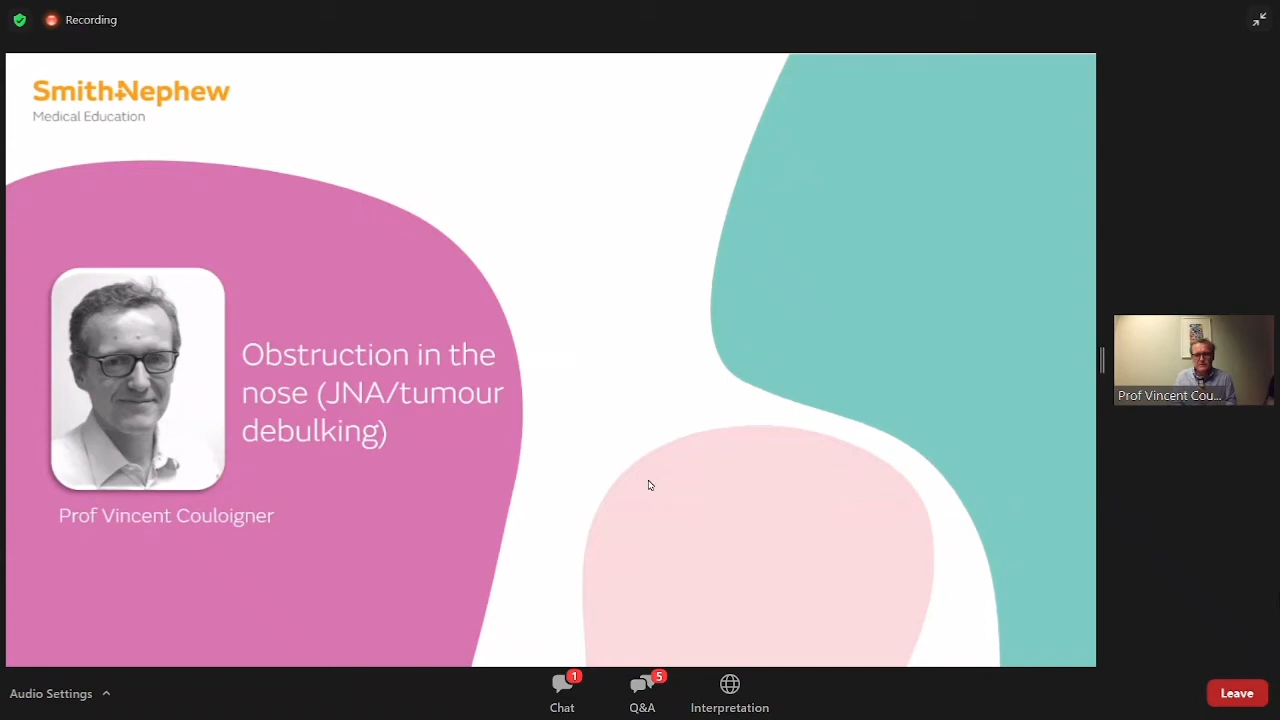 Recording
Smith+Nephew
Medical Education
Obstruction in the
nose (JNA/tumour
debulking)
Prof Vincent Couloigner
Prof Vincent Cou...
Audio Settings
1
Chat
5
Q&A
Interpretation
Leave